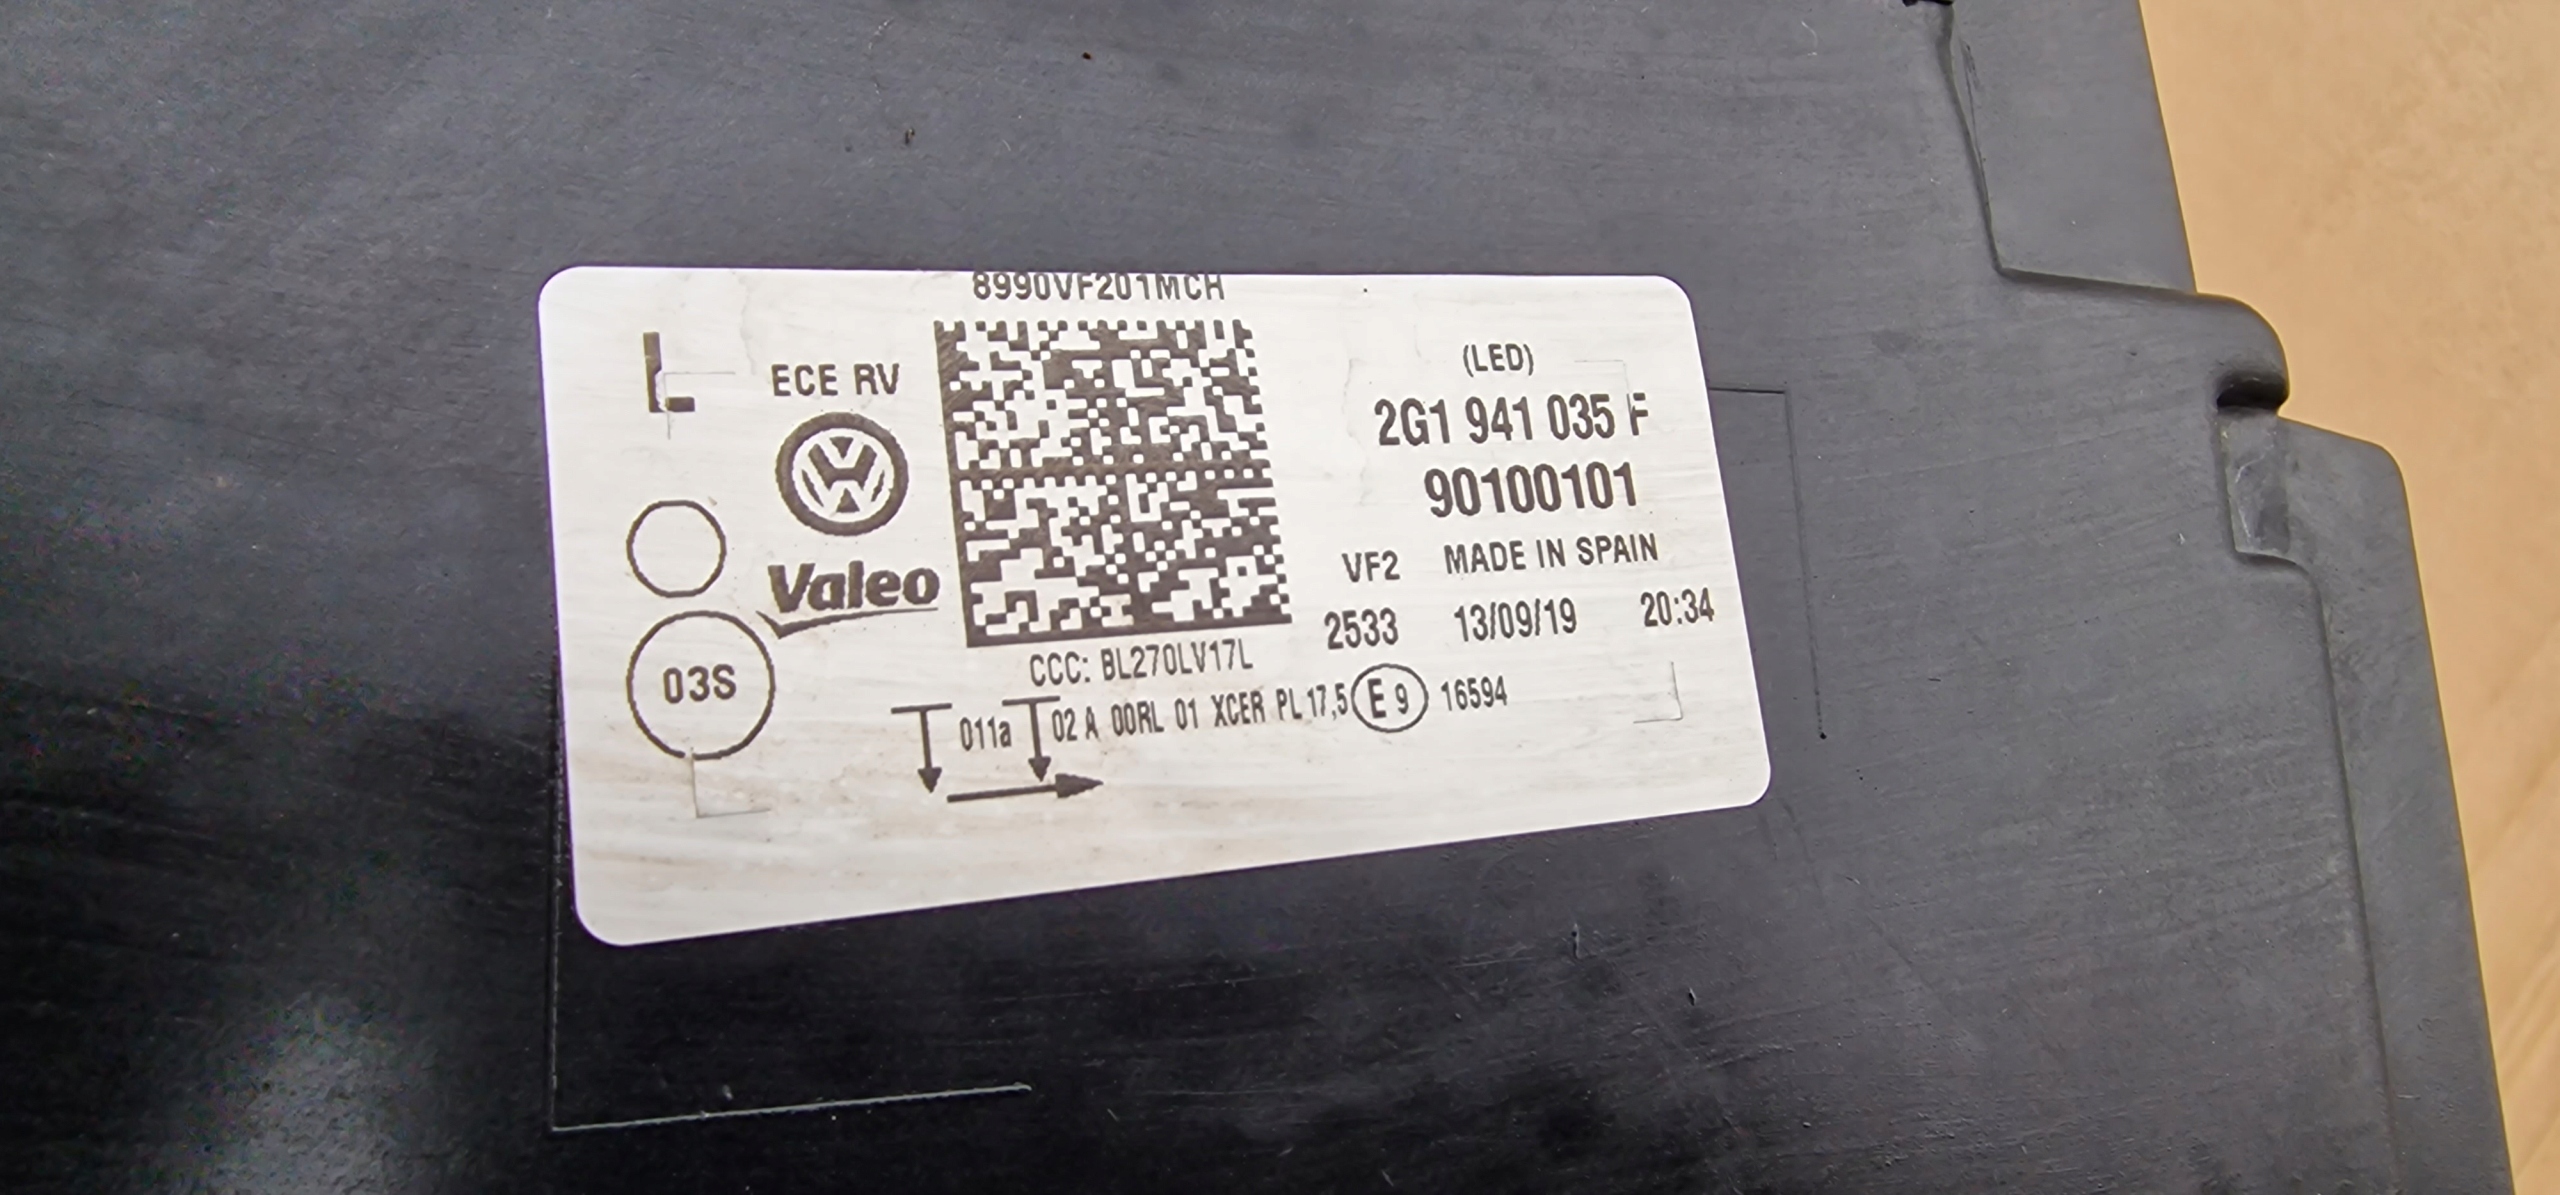 8990VF201MCH
L
ECE RV
Valeo
03S
(LED)
2G1 941 035 F
90100101
VF2 MADE IN SPAIN
2533 13/09/19 20:34
CCC: BL270LV17L
011a 02 A 00RL 01 XCER PL 17,5 E 9 16594